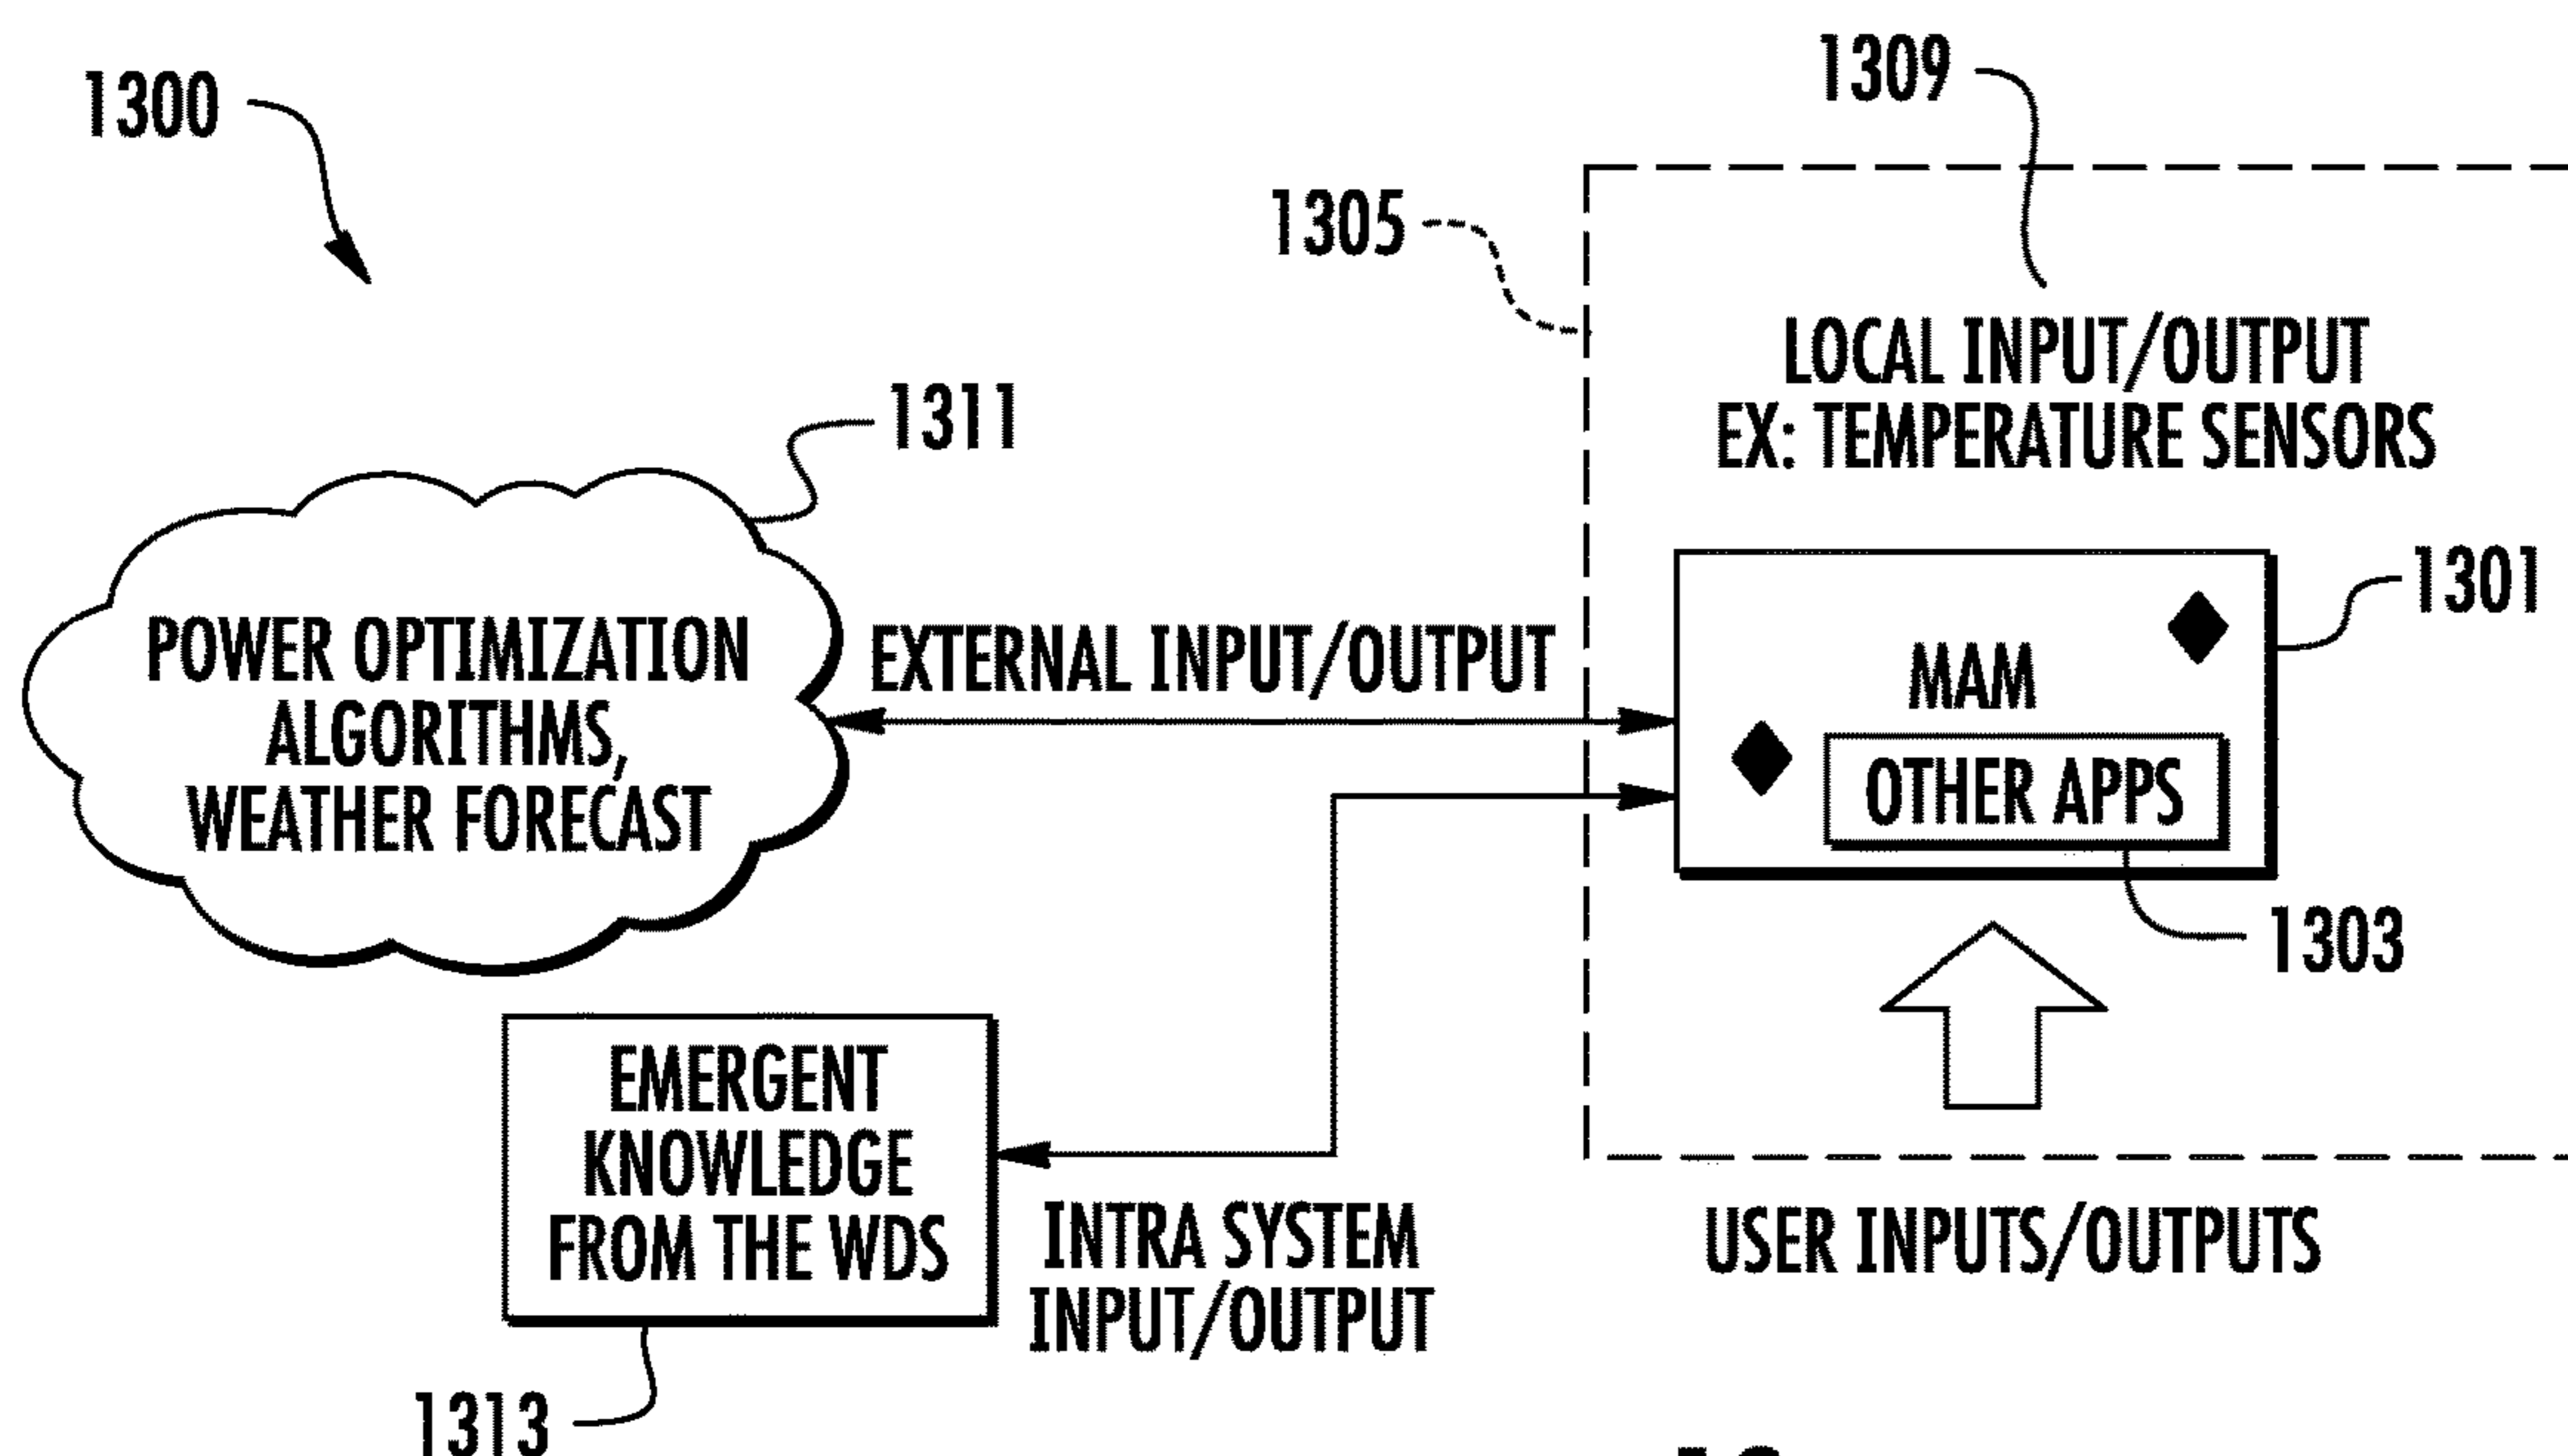 1300
1309
1305
LOCAL INPUT/OUTPUT
EX: TEMPERATURE SENSORS
1311
1301
POWER OPTIMIZATION
ALGORITHMS,
WEATHER FORECAST
EXTERNAL INPUT/OUTPUT
MAM
OTHER APPS
1303
EMERGENT
KNOWLEDGE
FROM THE WDS
INTRA SYSTEM
INPUT/OUTPUT
USER INPUTS/OUTPUTS
1313